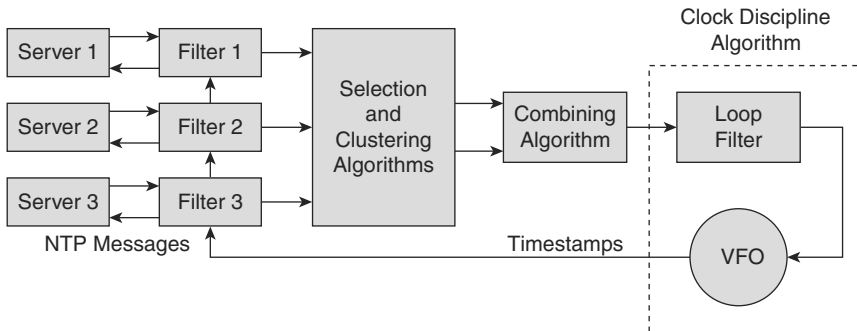 Clock Discipline
Algorithm
Server 1
Filter 1
Server 2
Filter 2
Server 3
Filter 3
Selection
and
Clustering
Algorithms
Combining
Algorithm
Loop
Filter
NTP Messages
Timestamps
VFO